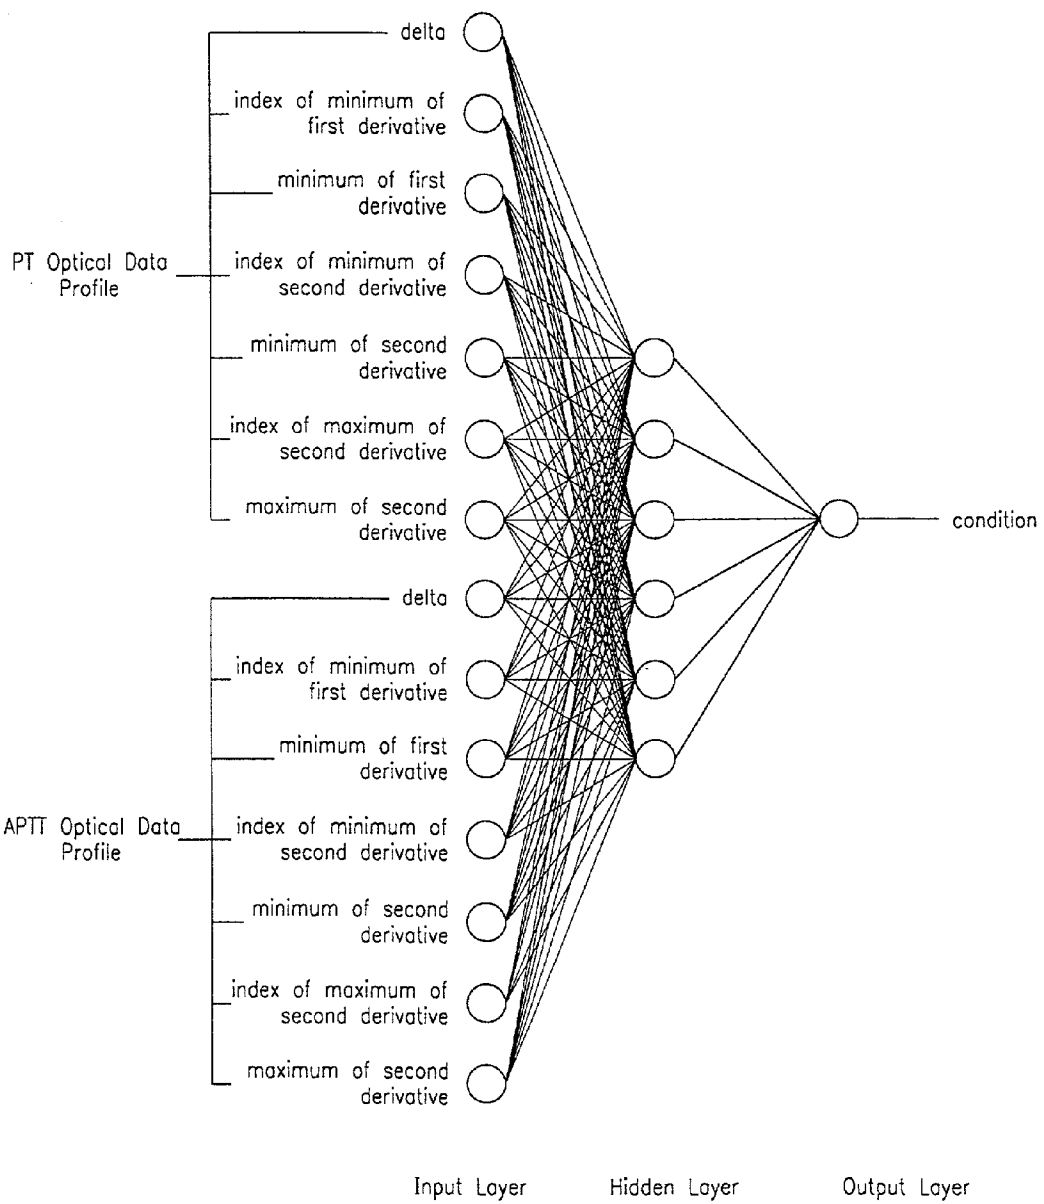 delta
index of minimum of
first derivative
minimum of first
derivative
PT Optical Data
Profile
index of minimum of
second derivative
minimum of second
derivative
index of maximum of
second derivative
maximum of second
derivative
condition
delta
index of minimum of
first derivative
minimum of first
derivative
APTT Optical Data
Profile
index of minimum of
second derivative
minimum of second
derivative
index of maximum of
second derivative
maximum of second
derivative
Input Layer
Hidden Layer
Output Layer